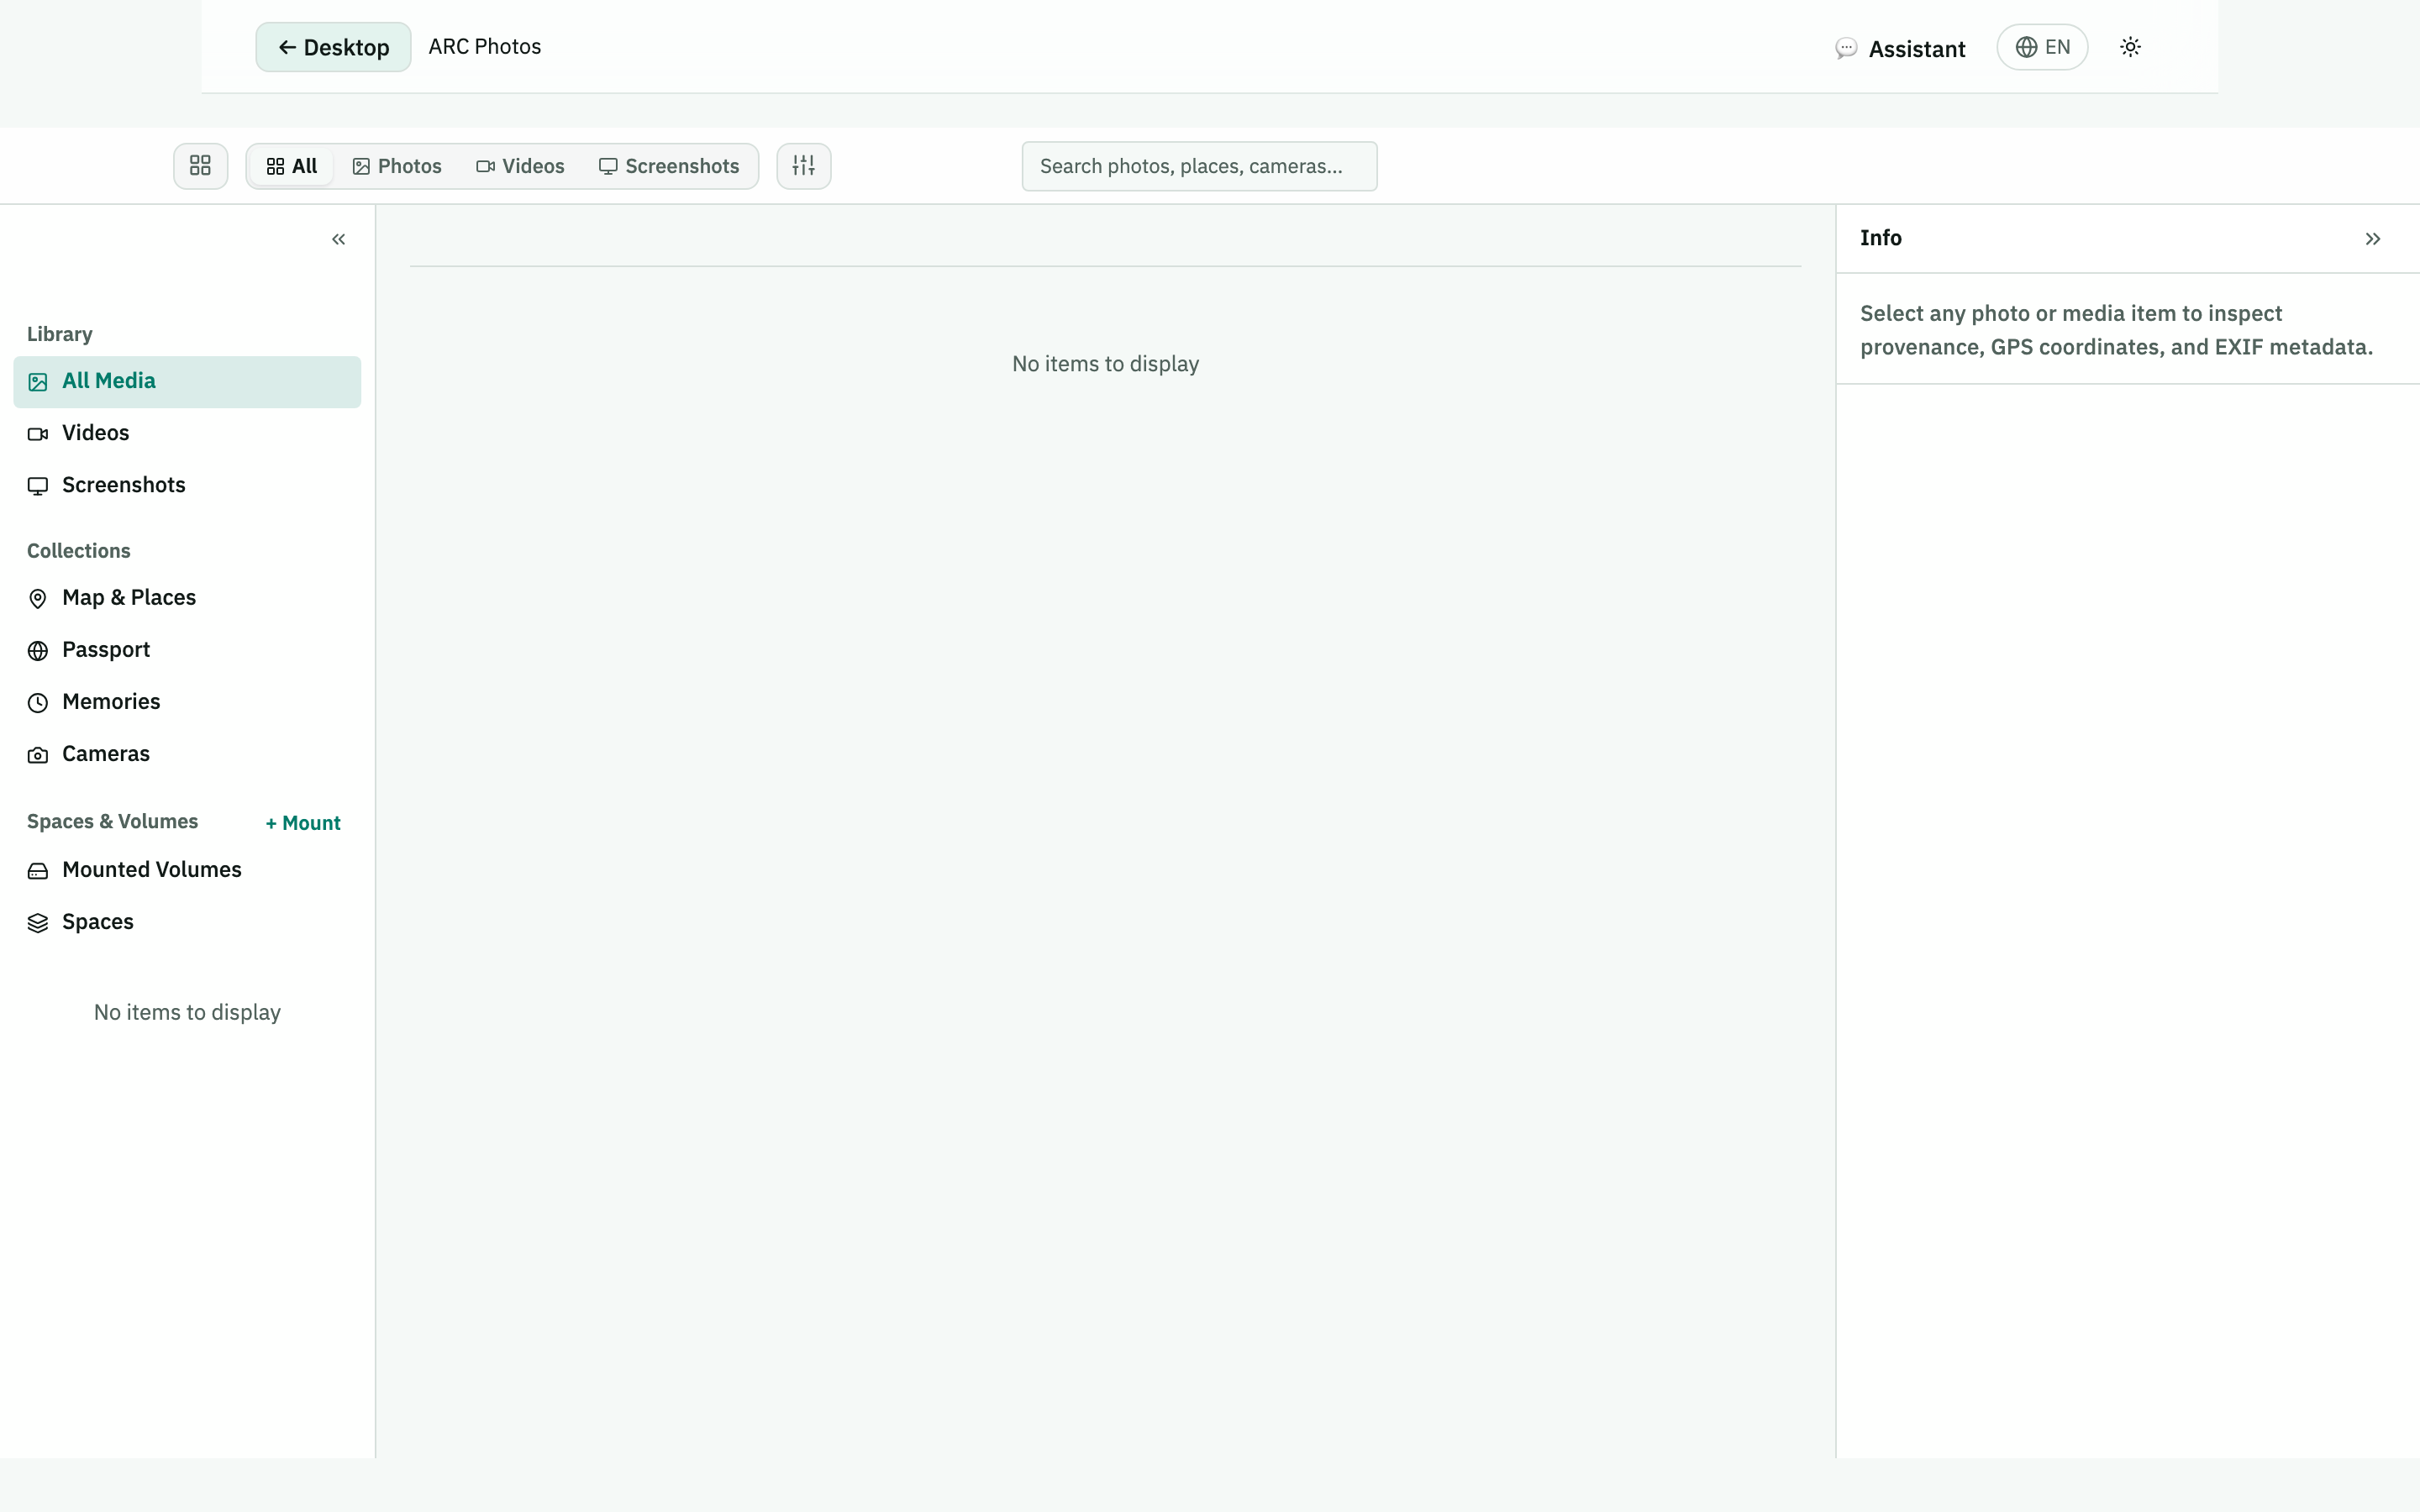 ← Desktop
ARC Photos
Assistant
EN
All
Photos
Videos
Screenshots
Search photos, places, cameras...
Library
All Media
Videos
Screenshots
Collections
Map & Places
Passport
Memories
Cameras
Spaces & Volumes
+ Mount
Mounted Volumes
Spaces
No items to display
No items to display
Info
Select any photo or media item to inspect
provenance, GPS coordinates, and EXIF metadata.